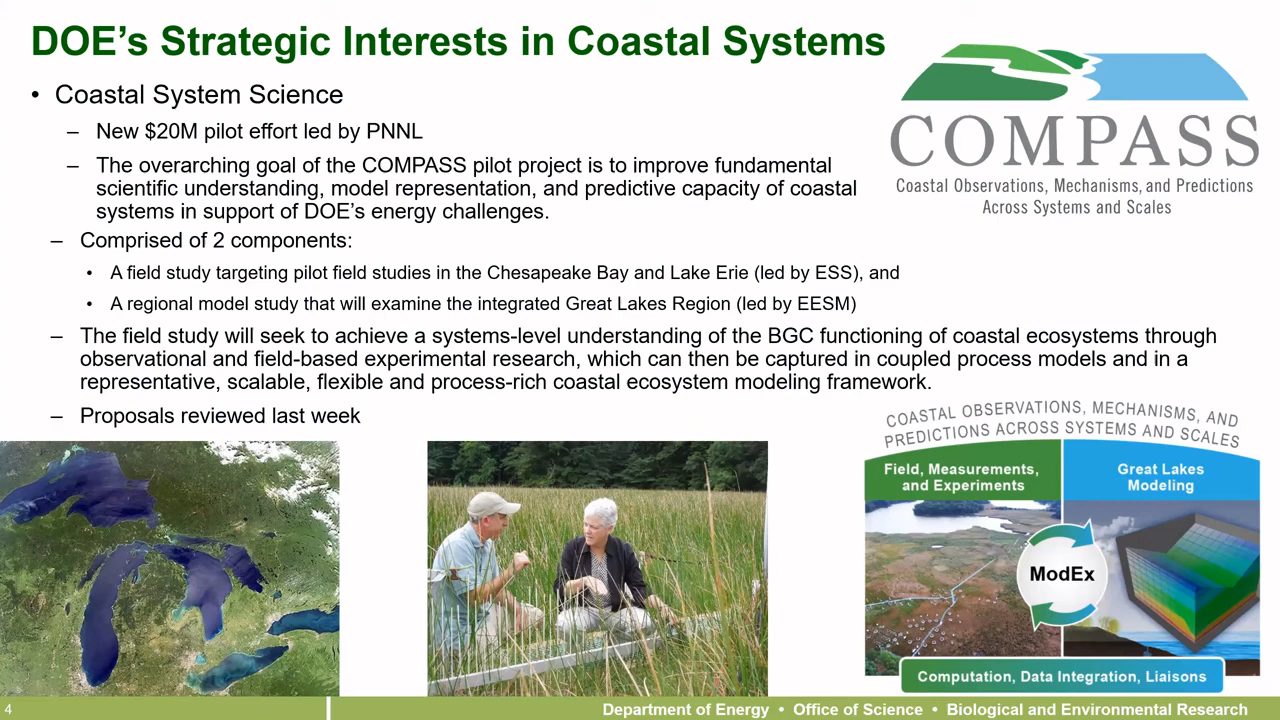 DOE’s Strategic Interests in Coastal Systems
• Coastal System Science
– New $20M pilot effort led by PNNL
– The overarching goal of the COMPASS pilot project is to improve fundamental
scientific understanding, model representation, and predictive capacity of coastal
systems in support of DOE’s energy challenges.
– Comprised of 2 components:
• A field study targeting pilot field studies in the Chesapeake Bay and Lake Erie (led by ESS), and
• A regional model study that will examine the integrated Great Lakes Region (led by EESM)
– The field study will seek to achieve a systems-level understanding of the BGC functioning of coastal ecosystems through
observational and field-based experimental research, which can then be captured in coupled process models and in a
representative, scalable, flexible and process-rich coastal ecosystem modeling framework.
– Proposals reviewed last week
COMPASS
Coastal Observations, Mechanisms, and Predictions
Across Systems and Scales
COASTAL OBSERVATIONS, MECHANISMS, AND
PREDICTIONS ACROSS SYSTEMS AND SCALES
Field, Measurements,
and Experiments
Great Lakes
Modeling
ModEx
Computation, Data Integration, Liaisons
4
Department of Energy • Office of Science • Biological and Environmental Research